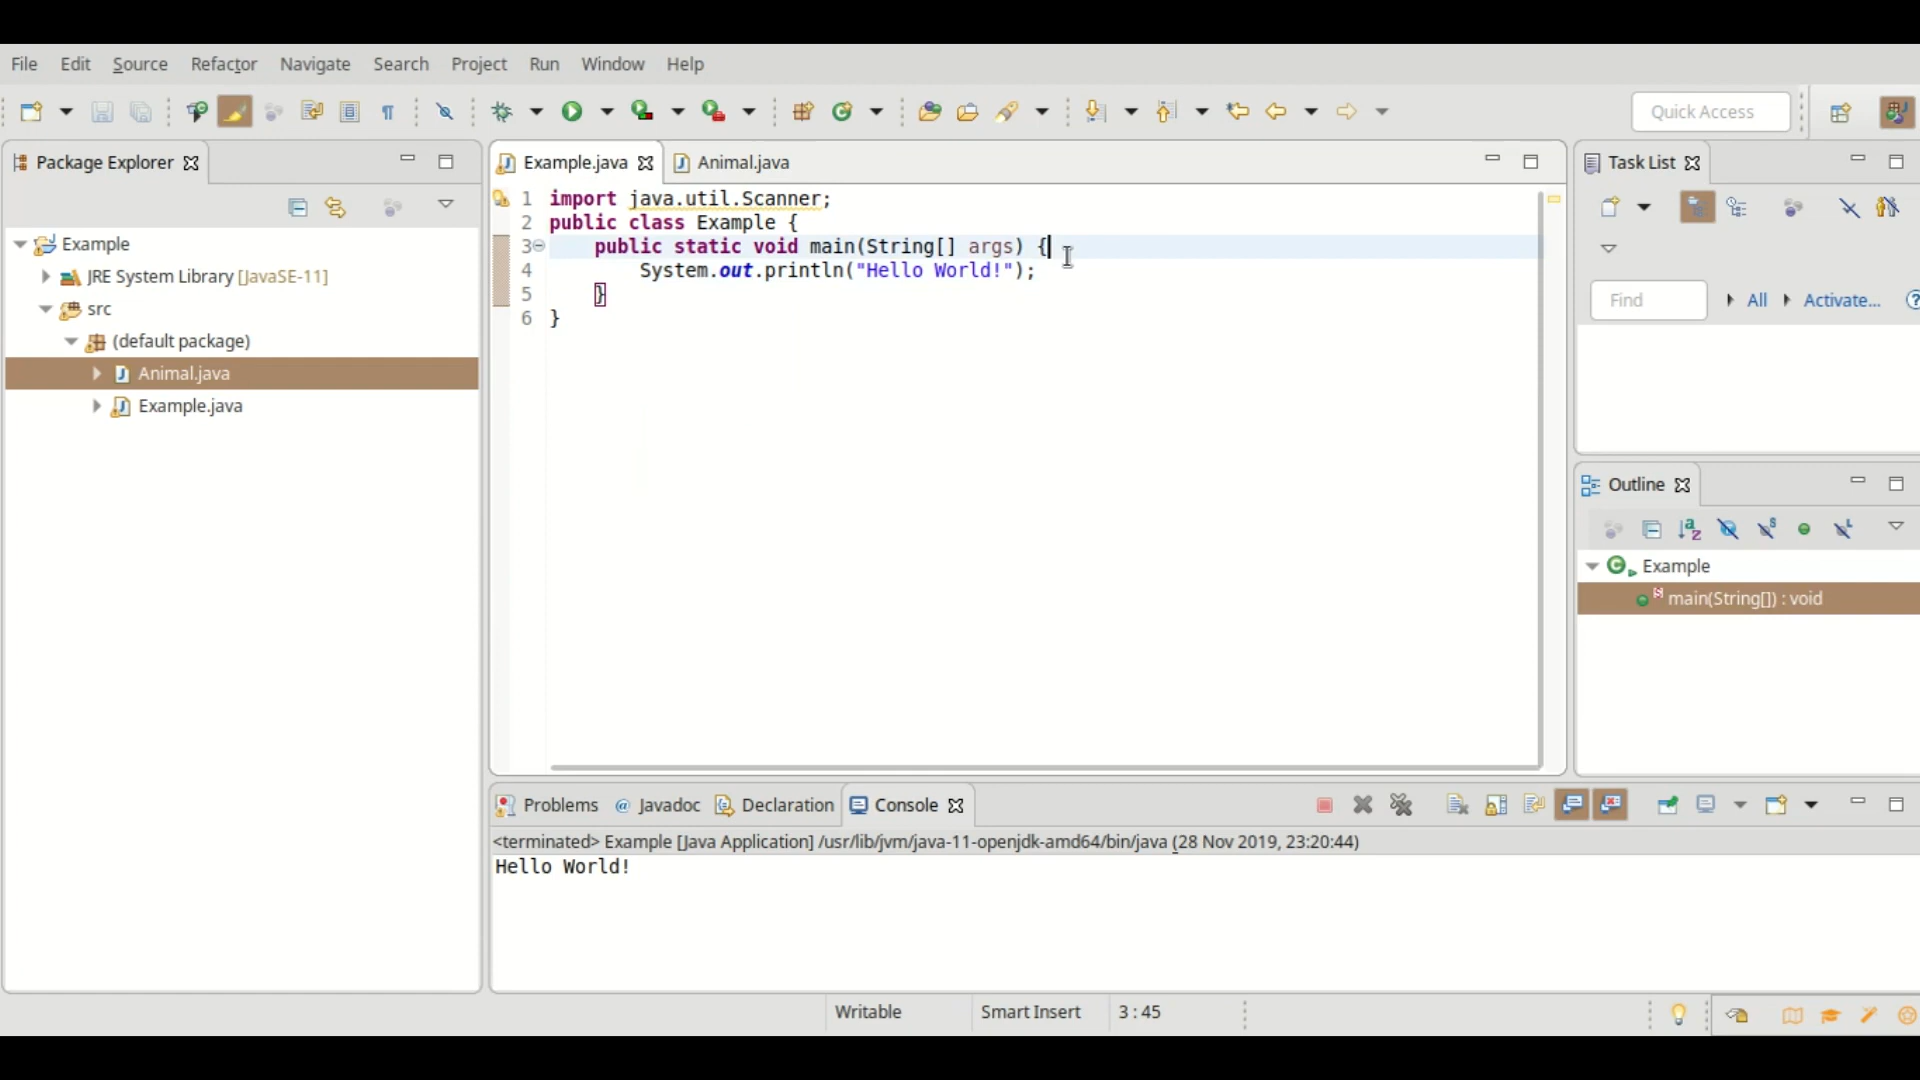 File Edit Source Refactor Navigate Search Project Run Window Help
Quick Access
Package Explorer
Example
JRE System Library [JavaSE-11]
src
(default package)
Animal.java
Example.java
Example.java Animal.java
1 import java.util.Scanner;
2 public class Example {
3 public static void main(String[] args) {
4 System.out.println("Hello World!");
5 }
6 }
Task List
Find All Activate...
Outline
Example
main(String[]) : void
Problems @ Javadoc Declaration Console
<terminated> Example [Java Application] /usr/lib/jvm/java-11-openjdk-amd64/bin/java (28 Nov 2019, 23:20:44)
Hello World!
Writable Smart Insert 3 : 45